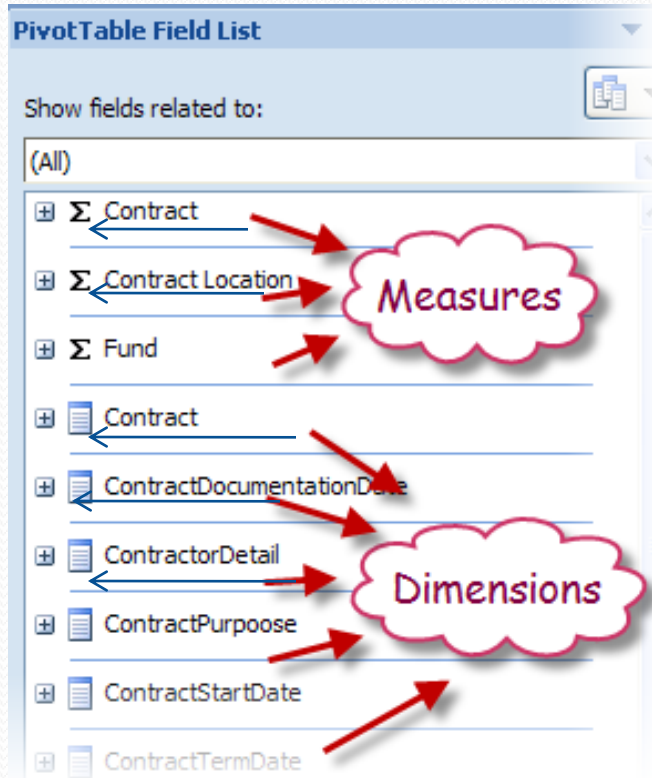 PivotTable Field List
Show fields related to:
(All)
Σ Contract
Σ Contract Location
Measures
Σ Fund
Contract
ContractDocumentationDate
ContractorDetail
Dimensions
ContractPurpoose
ContractStartDate
ContractTermDate